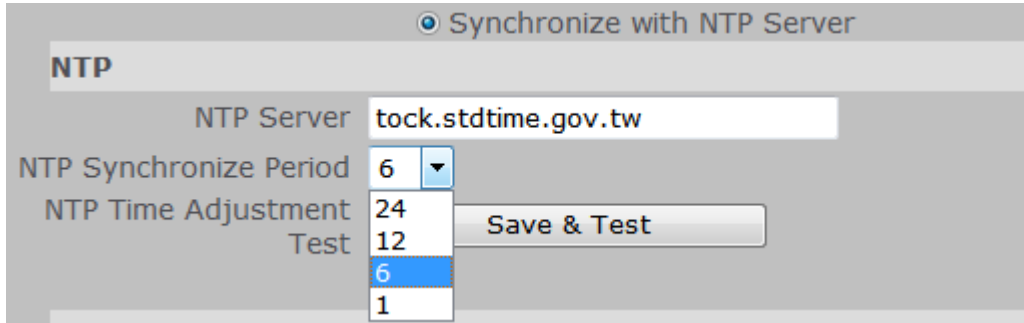 Synchronize with NTP Server
NTP
NTP Server tock.stdtime.gov.tw
NTP Synchronize Period 6
NTP Time Adjustment
Test
Save & Test
24
12
6
1